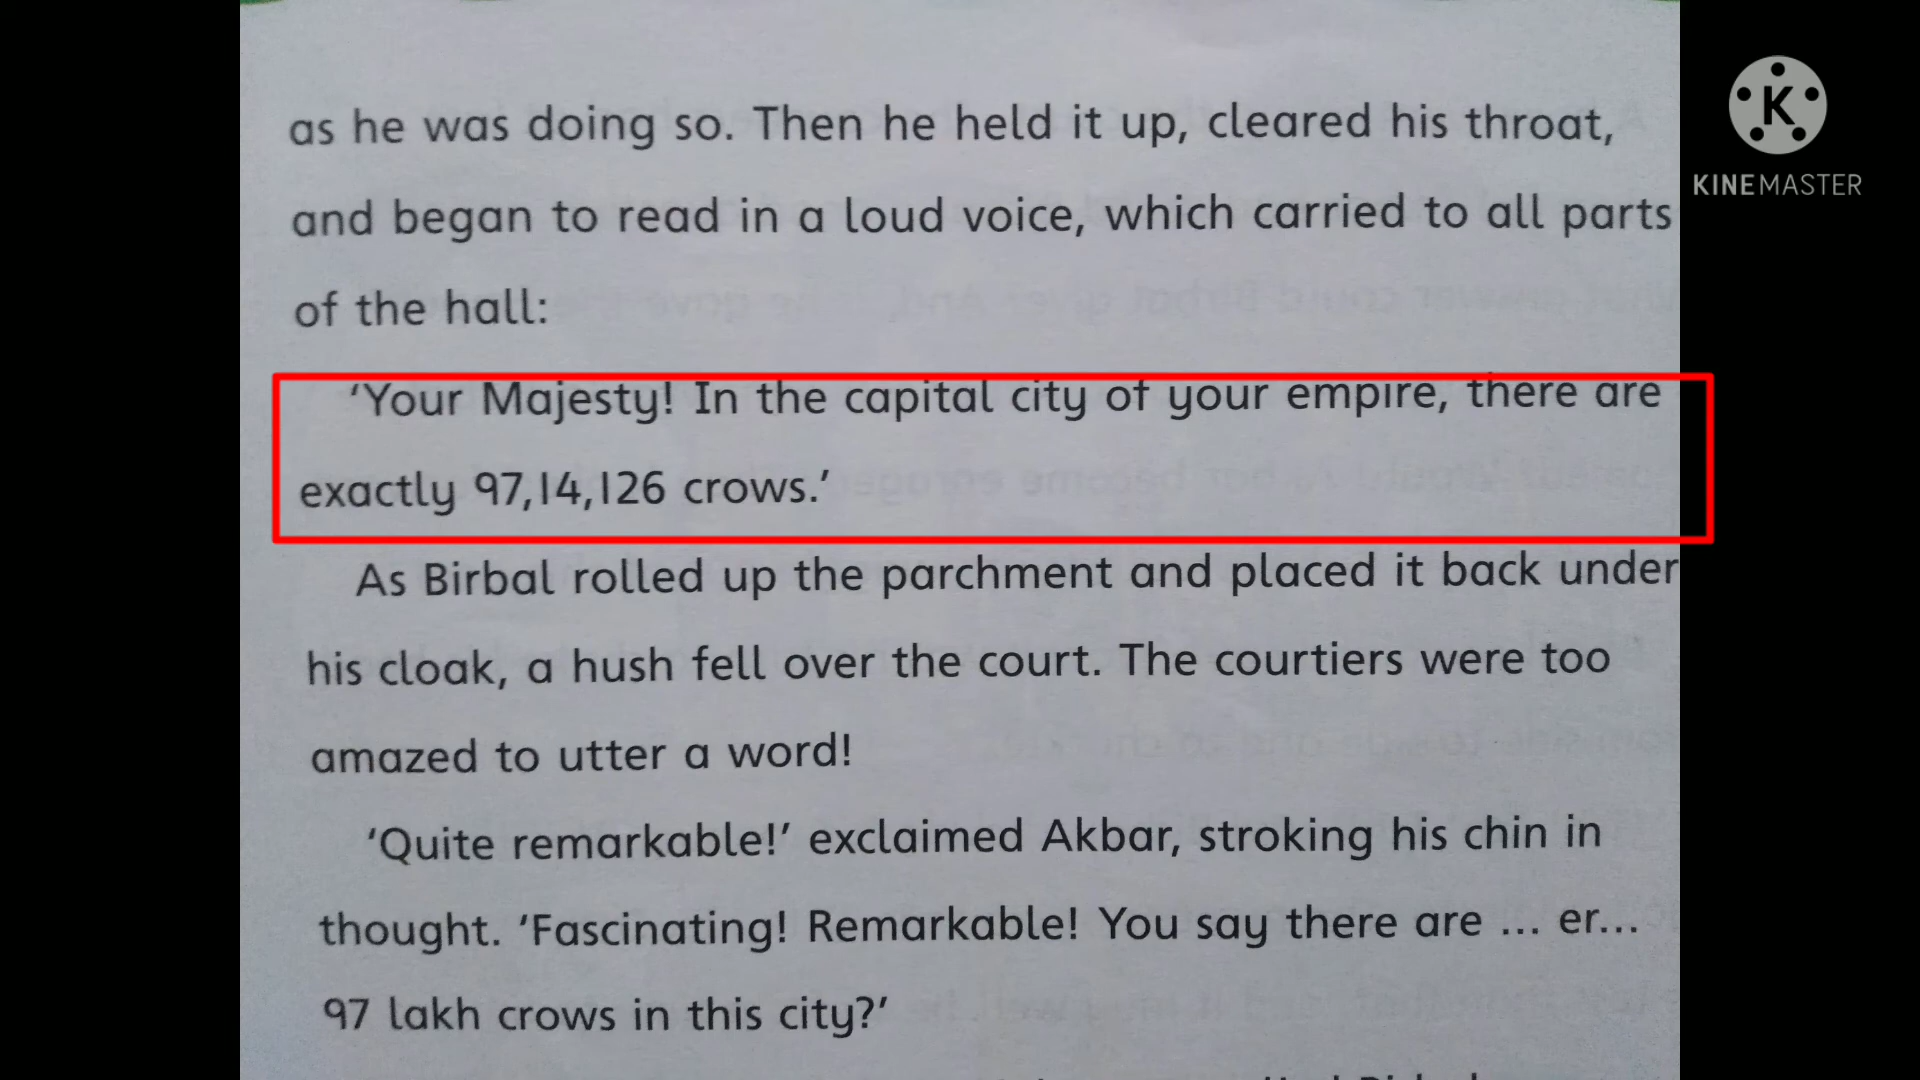 as he was doing so. Then he held it up, cleared his throat,
and began to read in a loud voice, which carried to all parts
of the hall:
‘Your Majesty! In the capital city of your empire, there are
exactly 97,14,126 crows.’
As Birbal rolled up the parchment and placed it back under
his cloak, a hush fell over the court. The courtiers were too
amazed to utter a word!
‘Quite remarkable!’ exclaimed Akbar, stroking his chin in
thought. ‘Fascinating! Remarkable! You say there are ... er...
97 lakh crows in this city?’
K
KINEMASTER